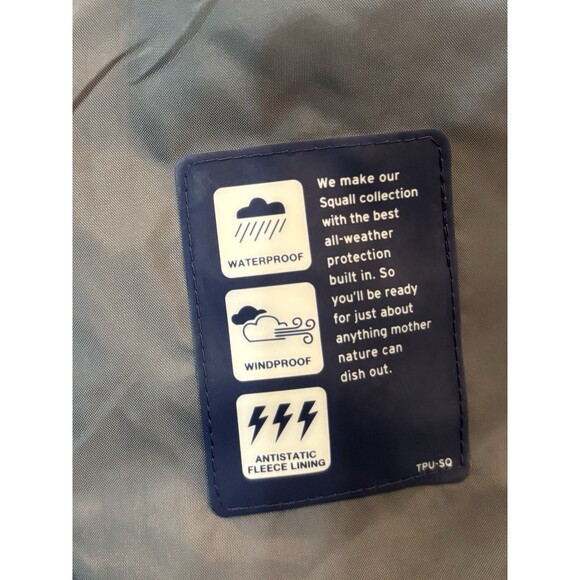 WATERPROOF
WINDPROOF
ANTISTATIC
FLEECE LINING
We make our
Squall collection
with the best
all-weather
protection
built in. So
you'll be ready
for just about
anything mother
nature can
dish out.
TPU-SQ